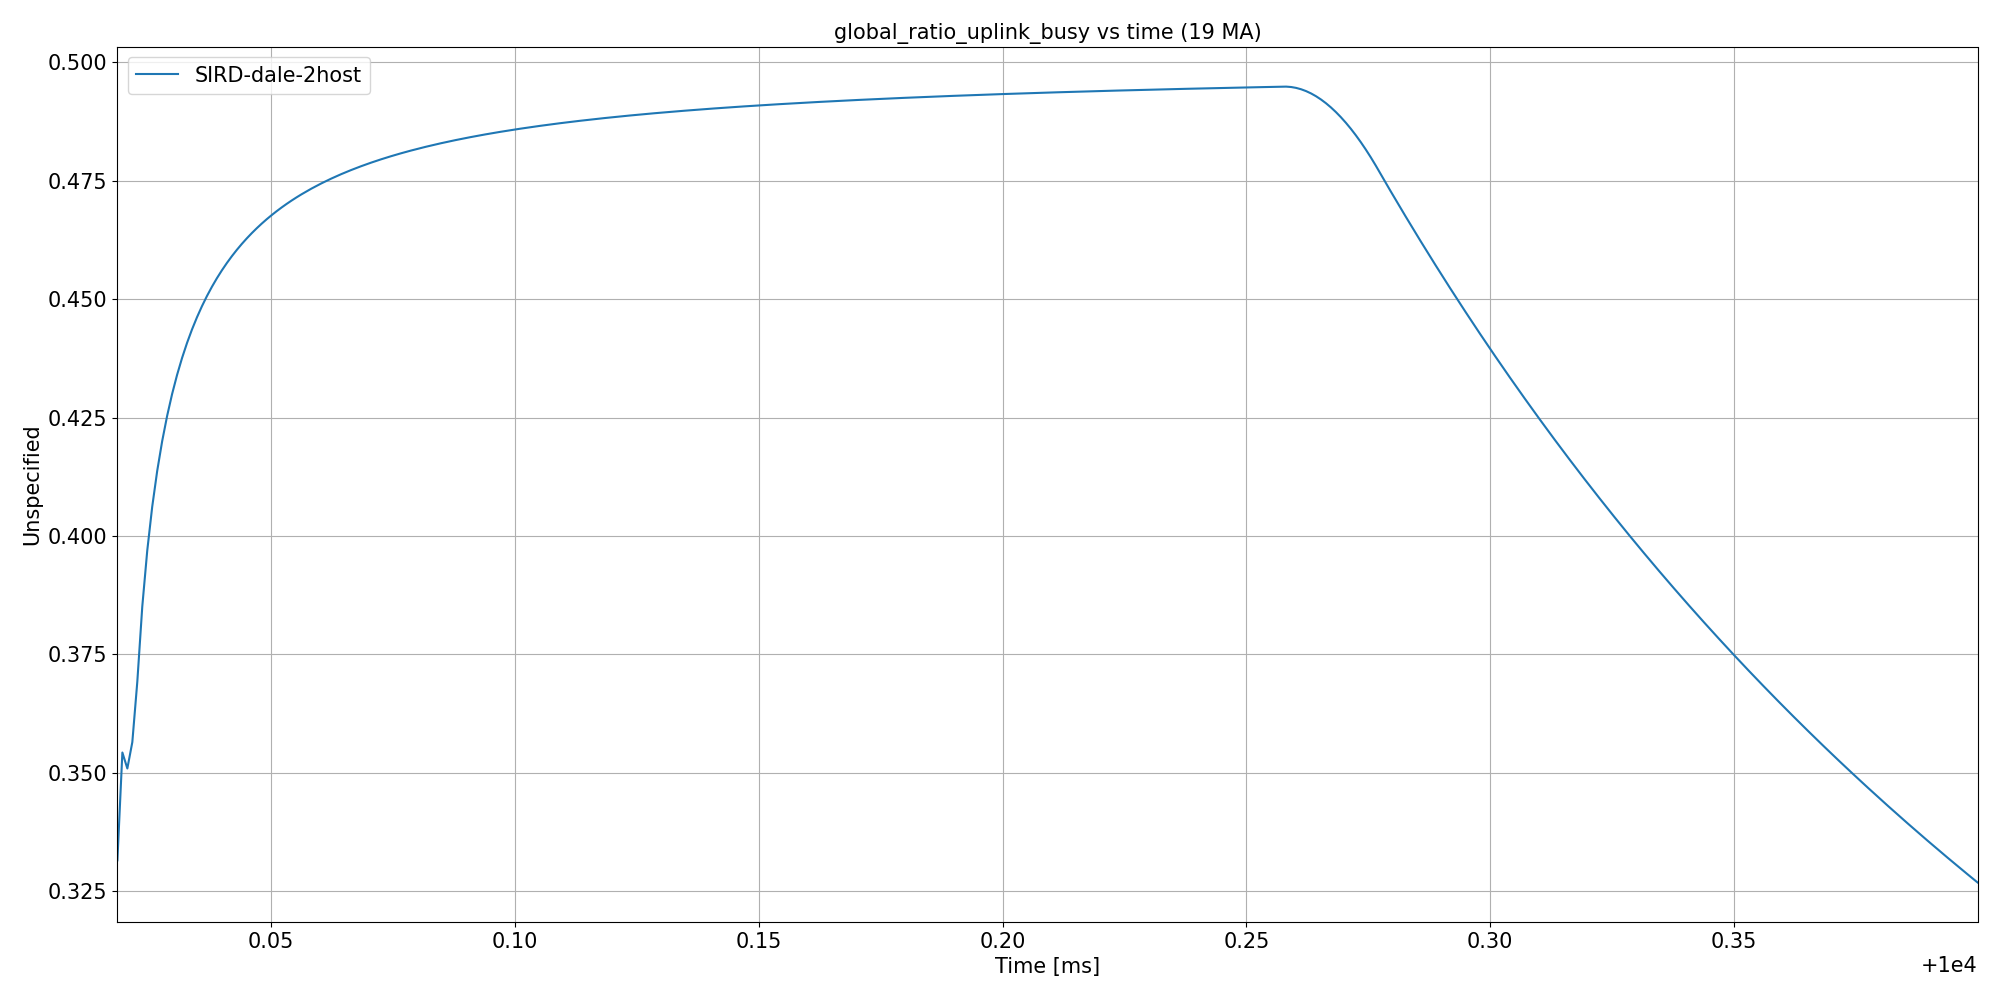 global_ratio_uplink_busy vs time (19 MA)
SIRD-dale-2host
Unspecified
0.500
0.475
0.450
0.425
0.400
0.375
0.350
0.325
0.05 0.10 0.15 0.20 0.25 0.30 0.35
Time [ms]
+1e4